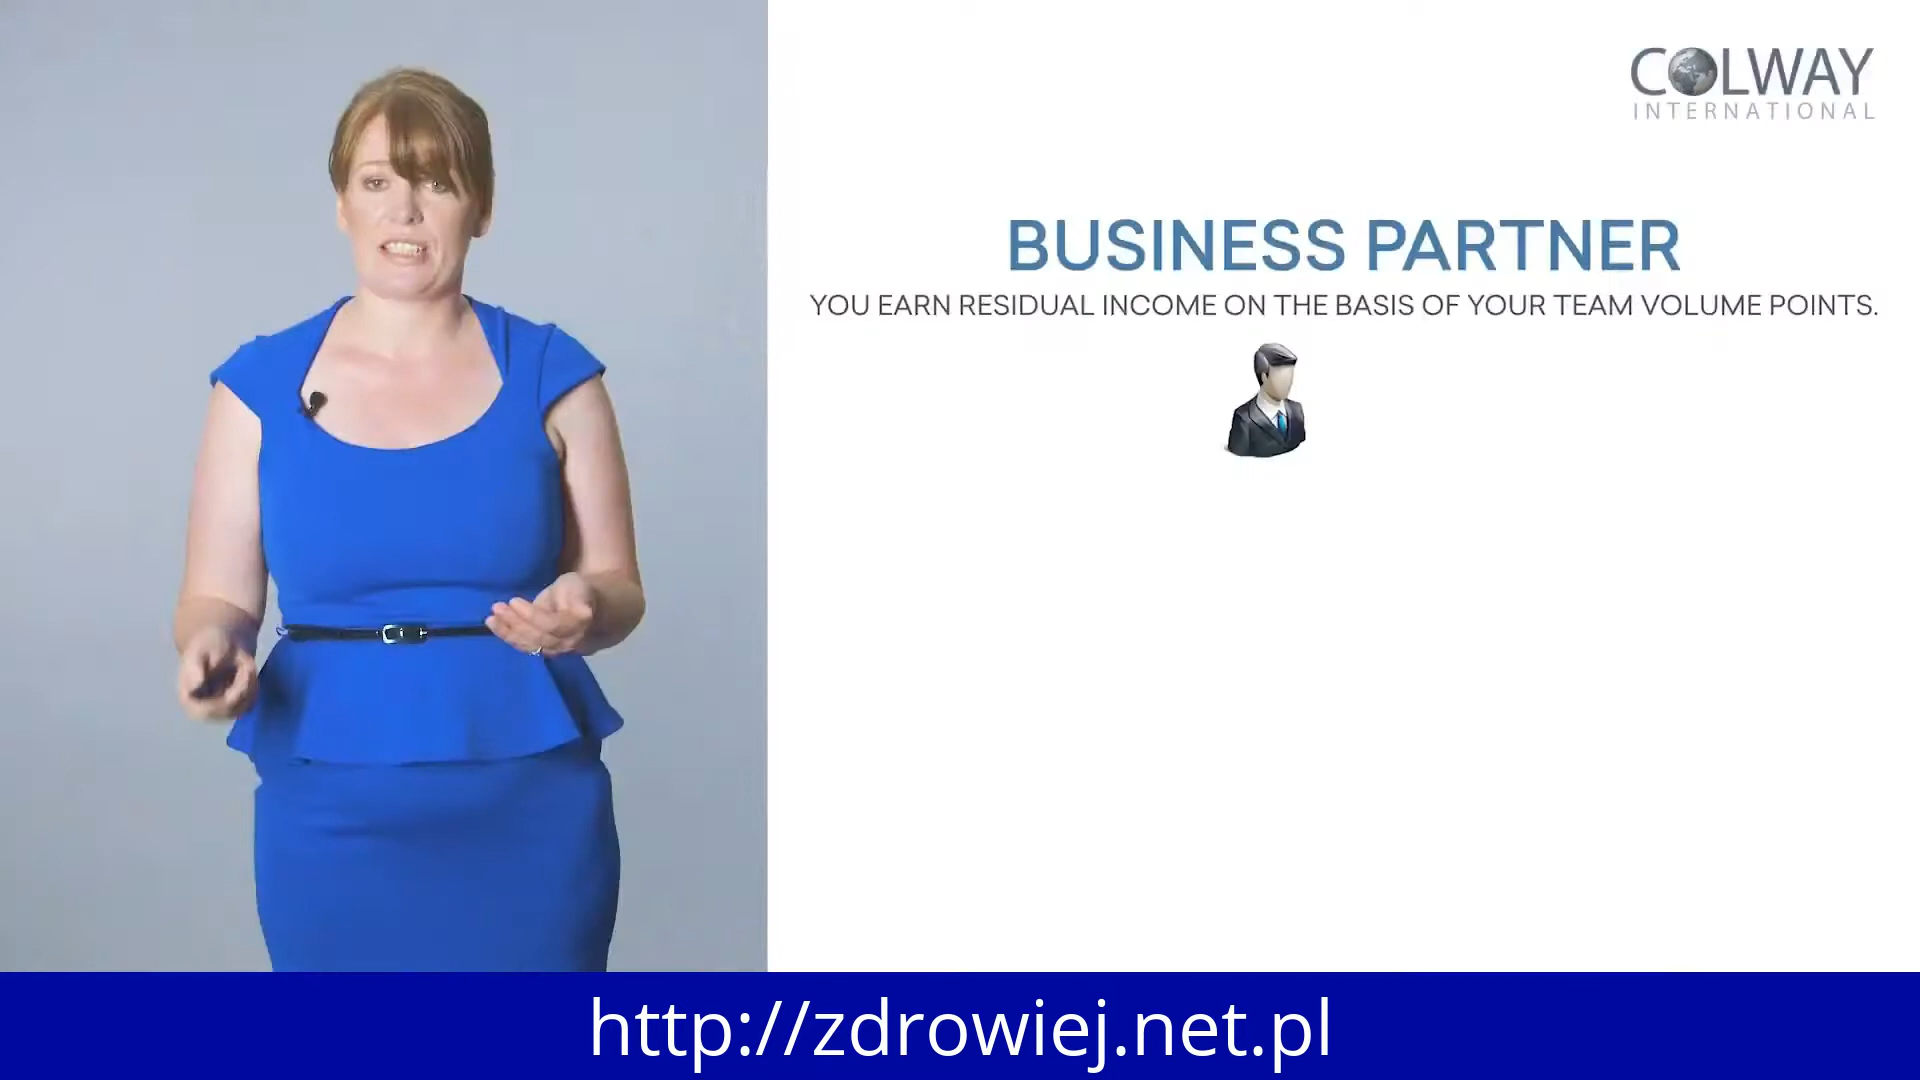 COLWAY
INTERNATIONAL
BUSINESS PARTNER
YOU EARN RESIDUAL INCOME ON THE BASIS OF YOUR TEAM VOLUME POINTS.
http://zdrowiej.net.pl